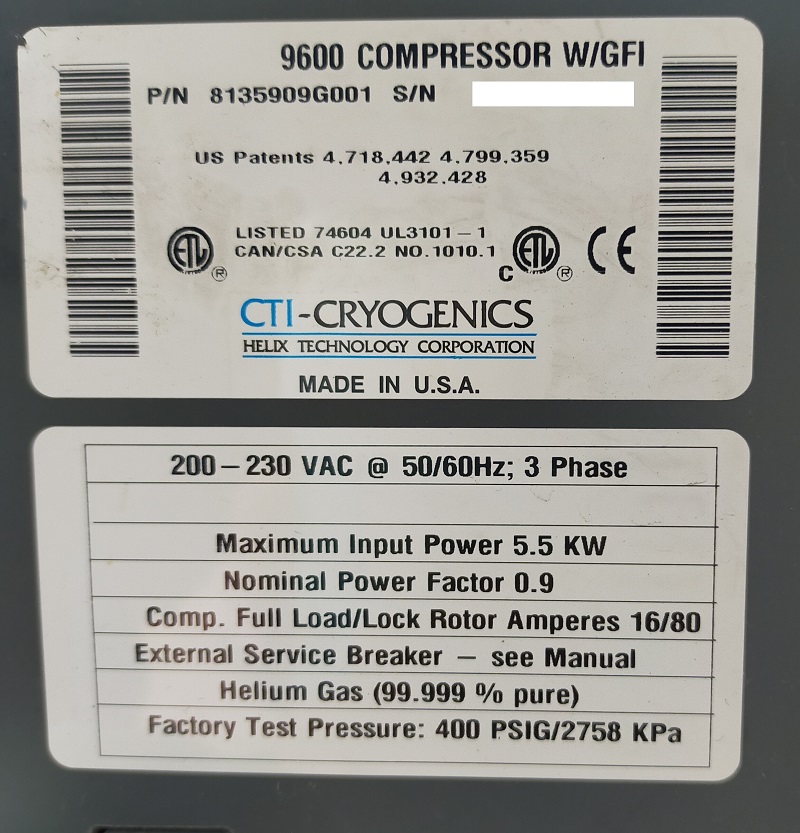 9600 COMPRESSOR W/GFI
P/N 8135909G001 S/N
US Patents 4,718,442 4,799,359
4,932,428
ETL ®
LISTED 74604 UL3101-1
CAN/CSA C22.2 NO.1010.1
C ETL ® CE
CTI-CRYOGENICS
HELIX TECHNOLOGY CORPORATION
MADE IN U.S.A.
200-230 VAC @ 50/60Hz; 3 Phase
Maximum Input Power 5.5 KW
Nominal Power Factor 0.9
Comp. Full Load/Lock Rotor Amperes 16/80
External Service Breaker — see Manual
Helium Gas (99.999 % pure)
Factory Test Pressure: 400 PSIG/2758 KPa